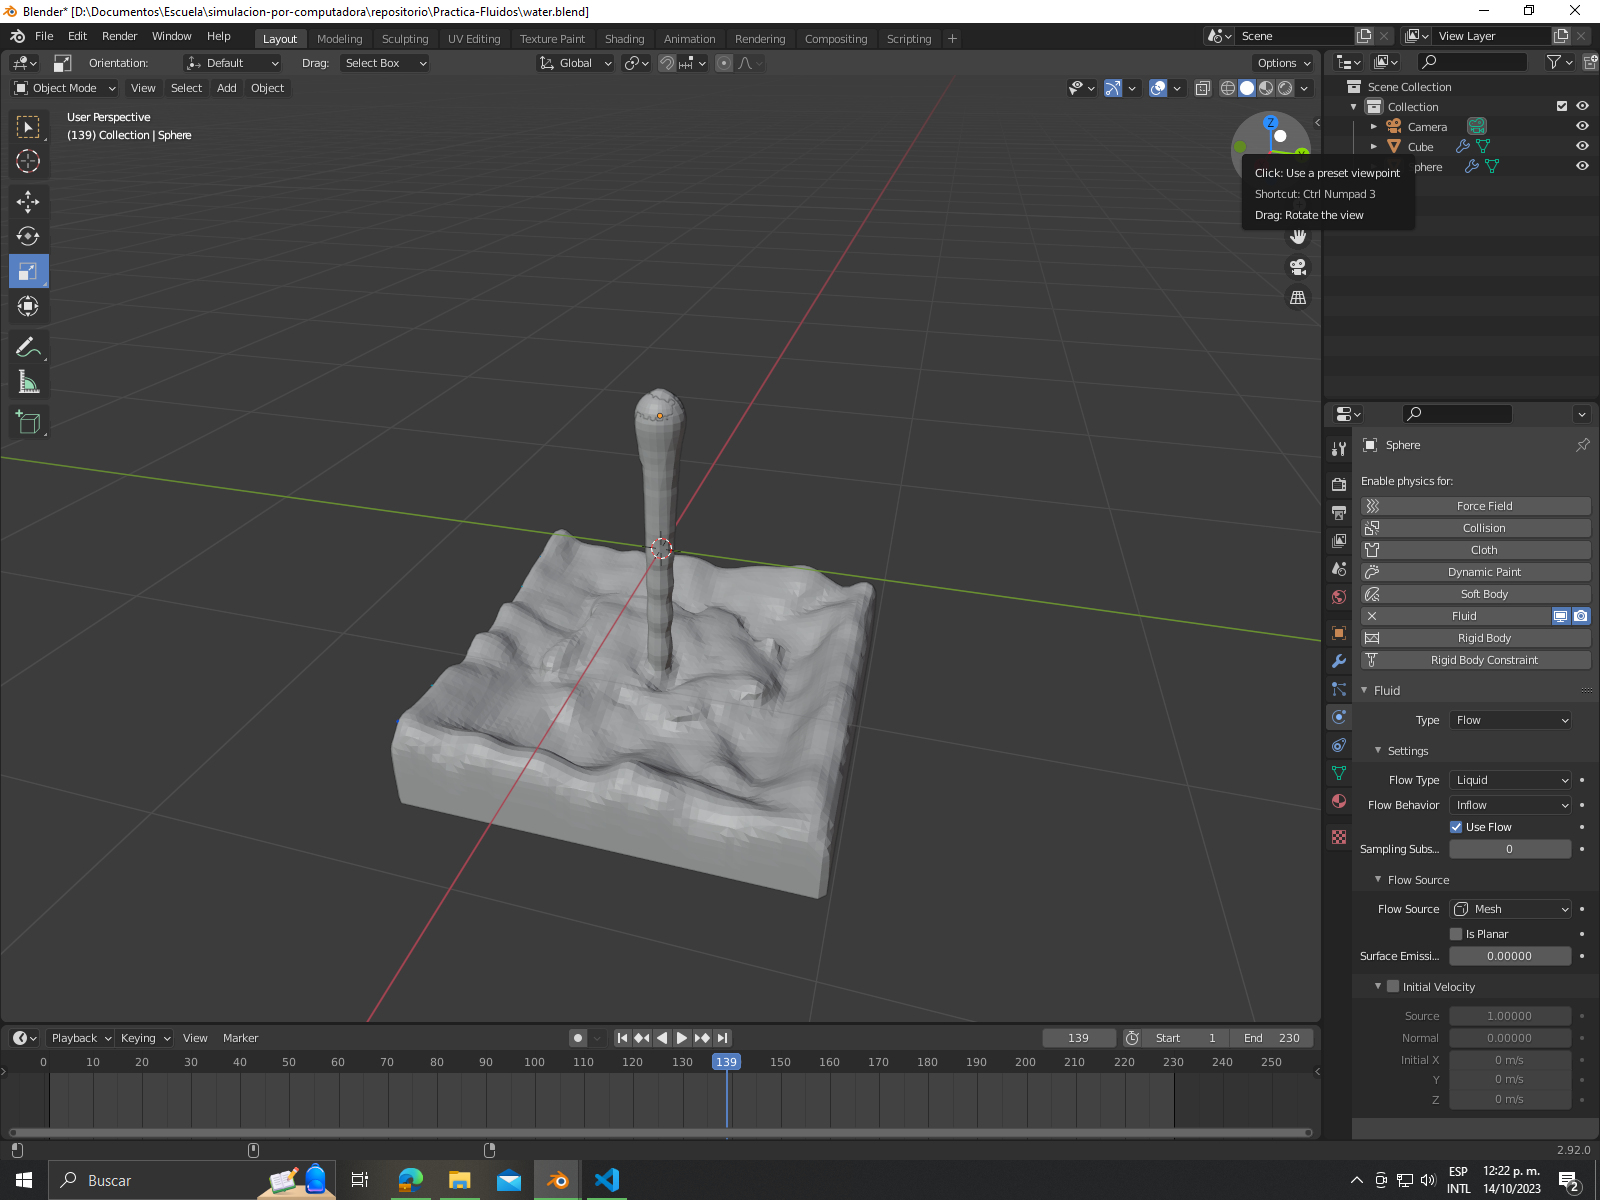 Blender* [D:\Documentos\Escuela\simulacion-por-computadora\repositorio\Practica-Fluidos\water.blend]
File Edit Render Window Help Layout Modeling Sculpting UV Editing Texture Paint Shading Animation Rendering Compositing Scripting Scene View Layer
Orientation: Default Drag: Select Box Global Options
Object Mode View Select Add Object
User Perspective
(139) Collection | Sphere
Z
Y
Click: Use a preset viewpoint
Shortcut: Ctrl Numpad 3
Drag: Rotate the view
Scene Collection
Collection
Camera
Cube
phere
Sphere
Enable physics for:
Force Field
Collision
Cloth
Dynamic Paint
Soft Body
Fluid
Rigid Body
Rigid Body Constraint
Fluid
Type Flow
Settings
Flow Type Liquid
Flow Behavior Inflow
Use Flow
Sampling Subs... 0
Flow Source
Flow Source Mesh
Is Planar
Surface Emissi... 0.00000
Initial Velocity
Source 1.00000
Normal 0.00000
Initial X 0 m/s
Y 0 m/s
Z 0 m/s
Playback Keying View Marker 139 Start 1 End 230
0 10 20 30 40 50 60 70 80 90 100 110 120 130 139 150 160 170 180 190 200 210 220 230 240 250
2.92.0
Buscar
ESP
INTL
12:22 p. m.
14/10/2023
2